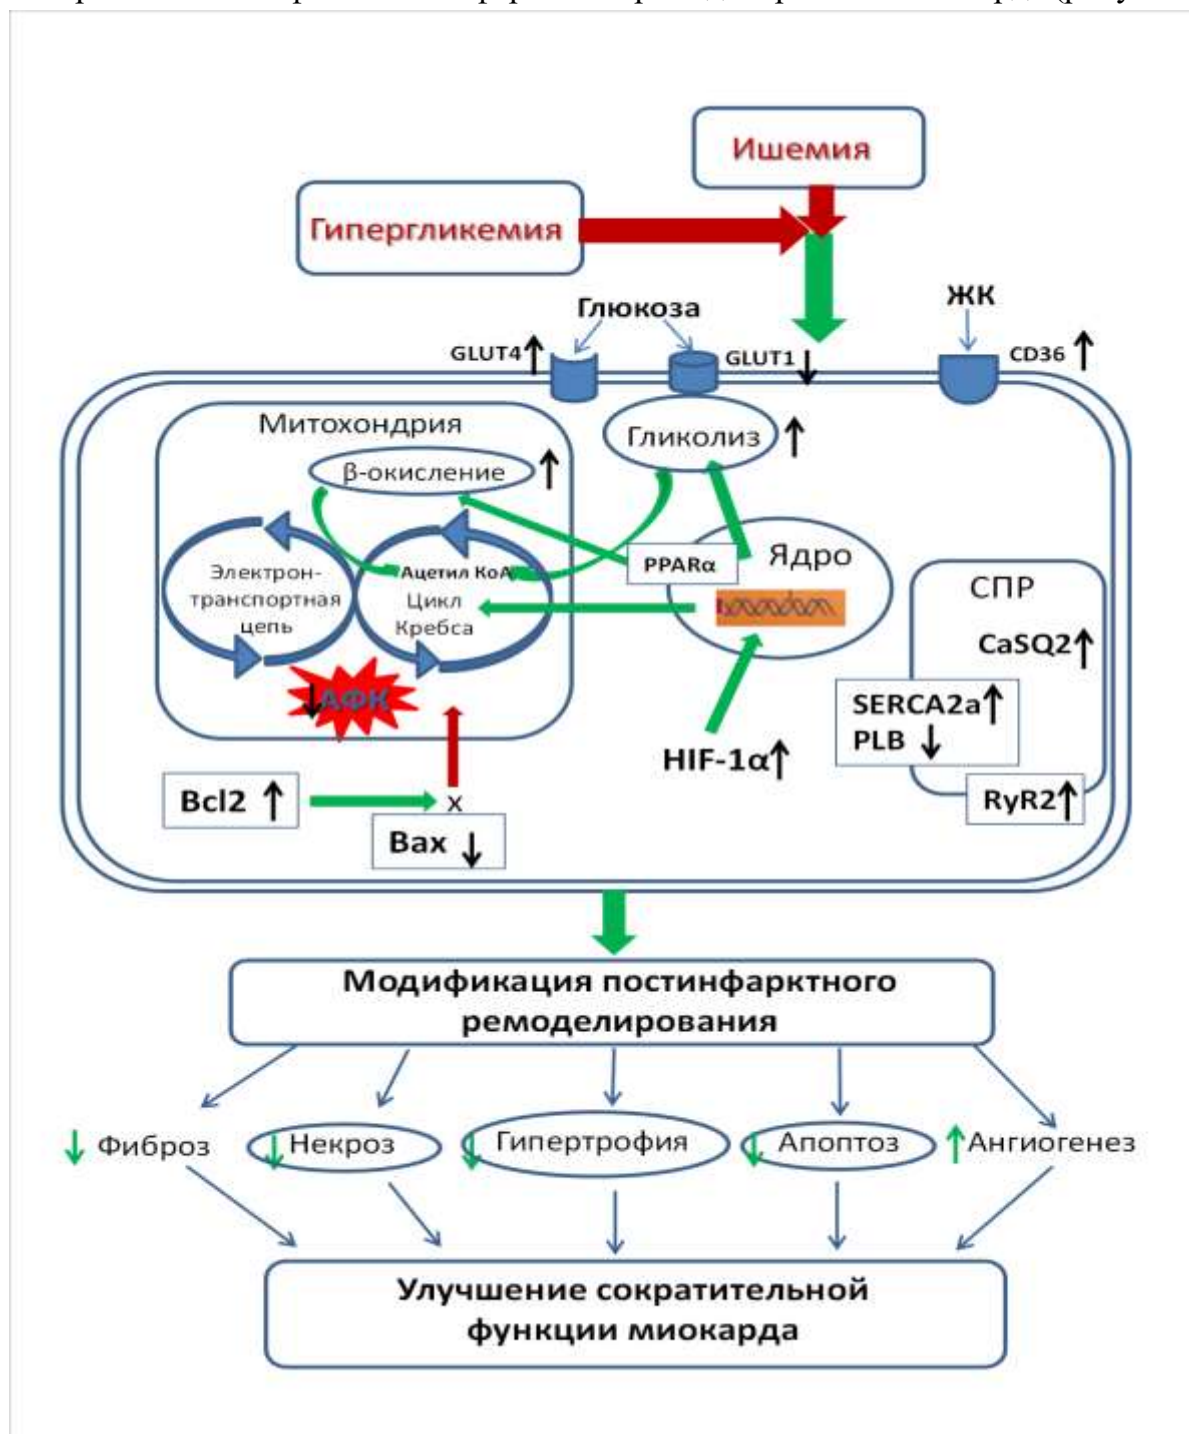 Ишемия
Гипергликемия
Глюкоза
ЖК
GLUT4
GLUT1
CD36
Митохондрия
Гликолиз
β-окисление
PPARα
Ядро
Электрон-
транспортная
цепь
Ацетил КоА
Цикл
Кребса
СПР
CaSQ2
SERCA2a
PLB
АФК
HIF-1α
RyR2
Bcl2
x
Bax
Модификация постинфарктного
ремоделирования
Фиброз
Некроз
Гипертрофия
Апоптоз
Ангиогенез
Улучшение сократительной
функции миокарда